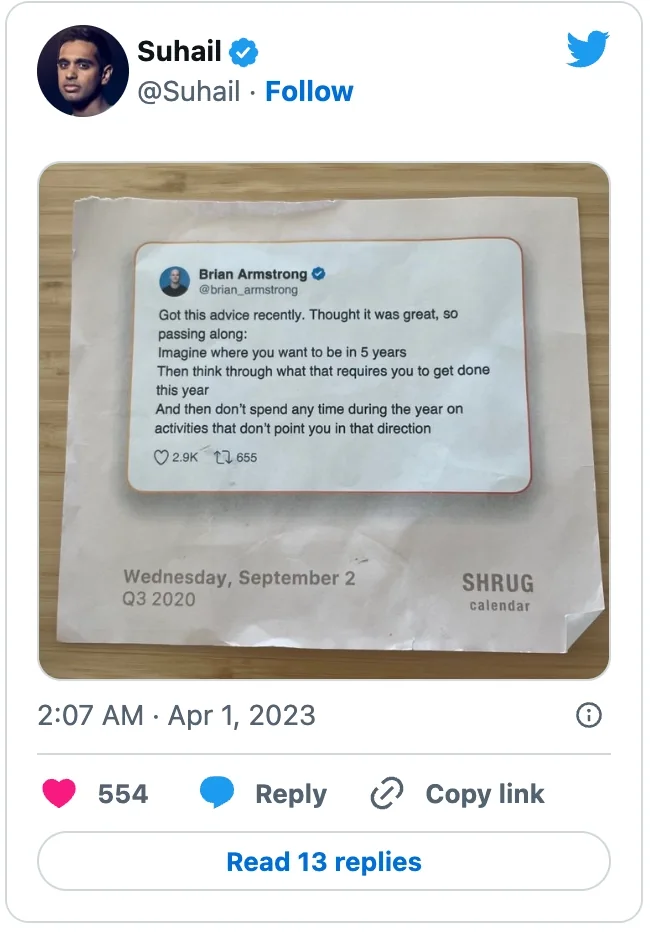 Suhail
@Suhail · Follow
Brian Armstrong
@brian_armstrong
Got this advice recently. Thought it was great, so
passing along:
Imagine where you want to be in 5 years
Then think through what that requires you to get done
this year
And then don't spend any time during the year on
activities that don't point you in that direction
2.9K 655
Wednesday, September 2
Q3 2020
SHRUG
calendar
2:07 AM · Apr 1, 2023
554 Reply Copy link
Read 13 replies